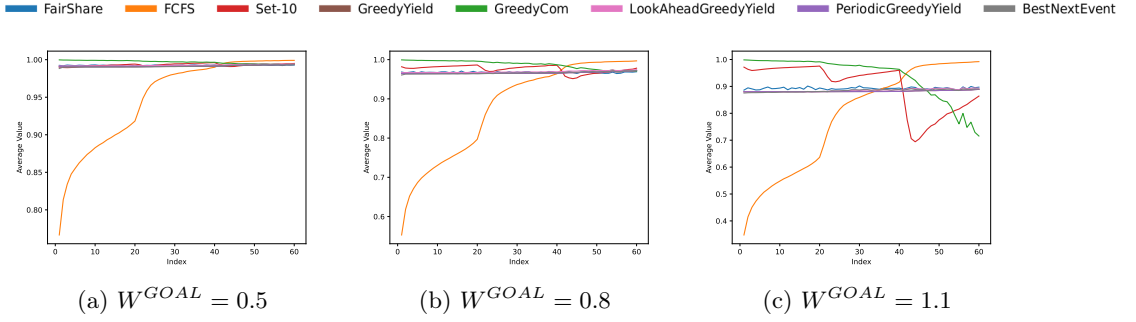 FairShare FCFS Set-10 GreedyYield GreedyCom LookAheadGreedyYield PeriodicGreedyYield BestNextEvent
1.00
0.95
0.90
0.85
0.80
Average Value
0 10 20 30 40 50 60
Index
1.0
0.9
0.8
0.7
0.6
Average Value
0 10 20 30 40 50 60
Index
1.0
0.9
0.8
0.7
0.6
0.5
0.4
Average Value
0 10 20 30 40 50 60
Index
(a) W^{GOAL} = 0.5
(b) W^{GOAL} = 0.8
(c) W^{GOAL} = 1.1